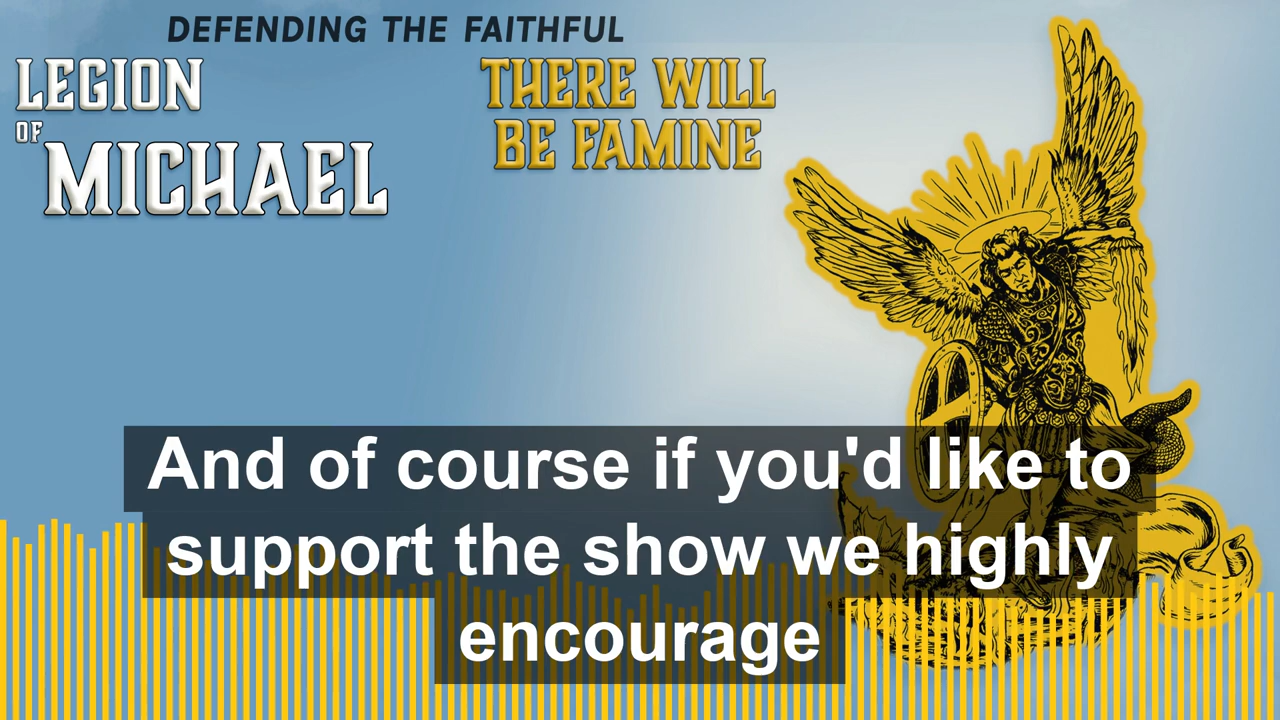 DEFENDING THE FAITHFUL
LEGION
OF
MICHAEL
THERE WILL
BE FAMINE
And of course if you'd like to
support the show we highly
encourage